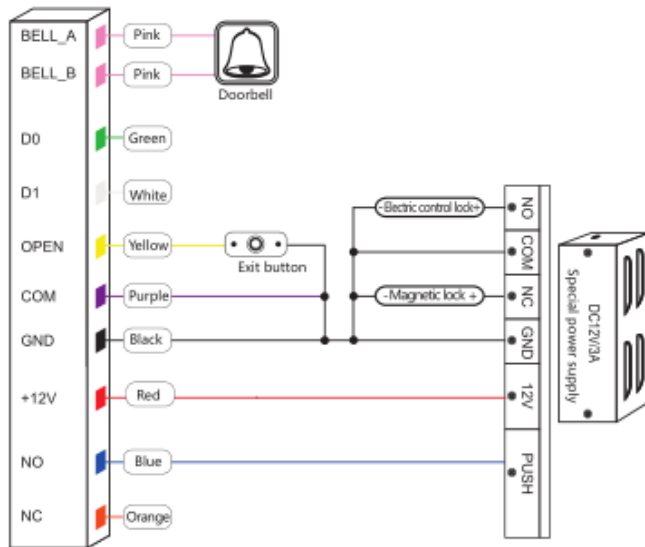 BELL_A
Pink
BELL_B
Pink
Doorbell
D0
Green
D1
White
OPEN
Yellow
Exit button
COM
Purple
GND
Black
+12V
Red
NO
Blue
NC
Orange
-Electric control lock+
NO
COM
-Magnetic lock +
NC
GND
12V
PUSH
DC12V/3A
Special power supply